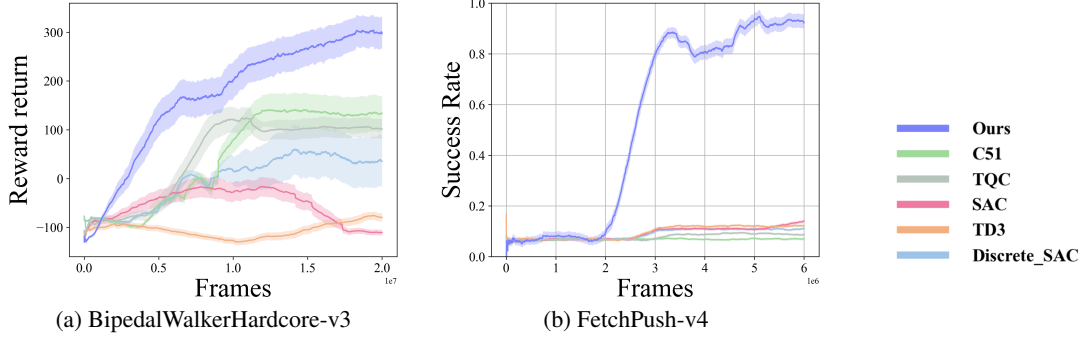 Reward return
300
200
100
0
−100
0.0
0.5
1.0
1.5
2.0
1e7
Frames
(a) BipedalWalkerHardcore-v3
Success Rate
1.0
0.8
0.6
0.4
0.2
0.0
0
1
2
3
4
5
6
1e6
Frames
(b) FetchPush-v4
Ours
C51
TQC
SAC
TD3
Discrete_SAC